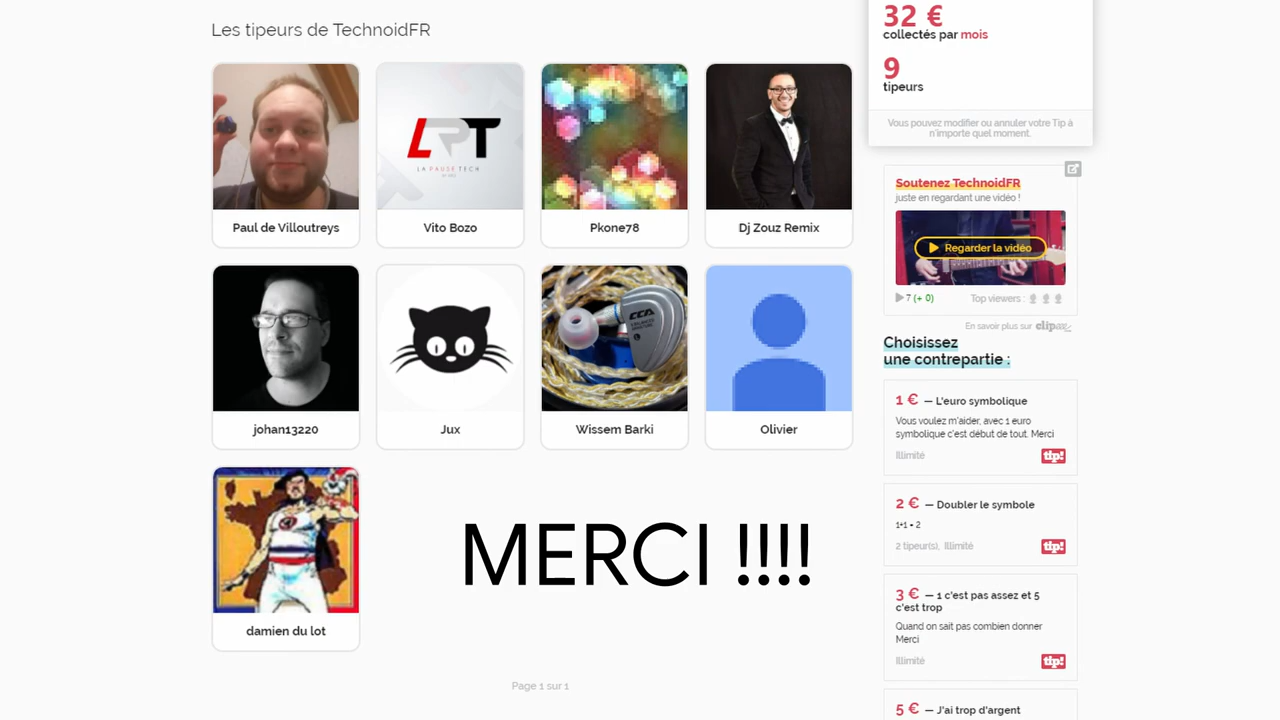 Les tipeurs de TechnoidFR
32 €
collectés par mois
9
tipeurs
Vous pouvez modifier ou annuler votre Tip à
n'importe quel moment.
LPT
LA PAUSE TECH
Paul de Villoutreys
Vito Bozo
Pkone78
Dj Zouz Remix
CCA
johan13220
Jux
Wissem Barki
Olivier
damien du lot
MERCI !!!!
Page 1 sur 1
Soutenez TechnoidFR
juste en regardant une vidéo !
Regarder la vidéo
7 (+ 0)
Top viewers :
En savoir plus sur
Choisissez
une contrepartie :
1 € — L'euro symbolique
Vous voulez m'aider, avec 1 euro
symbolique c'est début de tout. Merci
Illimité
tip!
2 € — Doubler le symbole
1+1 = 2
2 tipeur(s), Illimité
tip!
3 € — 1 c'est pas assez et 5
c'est trop
Quand on sait pas combien donner
Merci
Illimité
tip!
5 € — J'ai trop d'argent